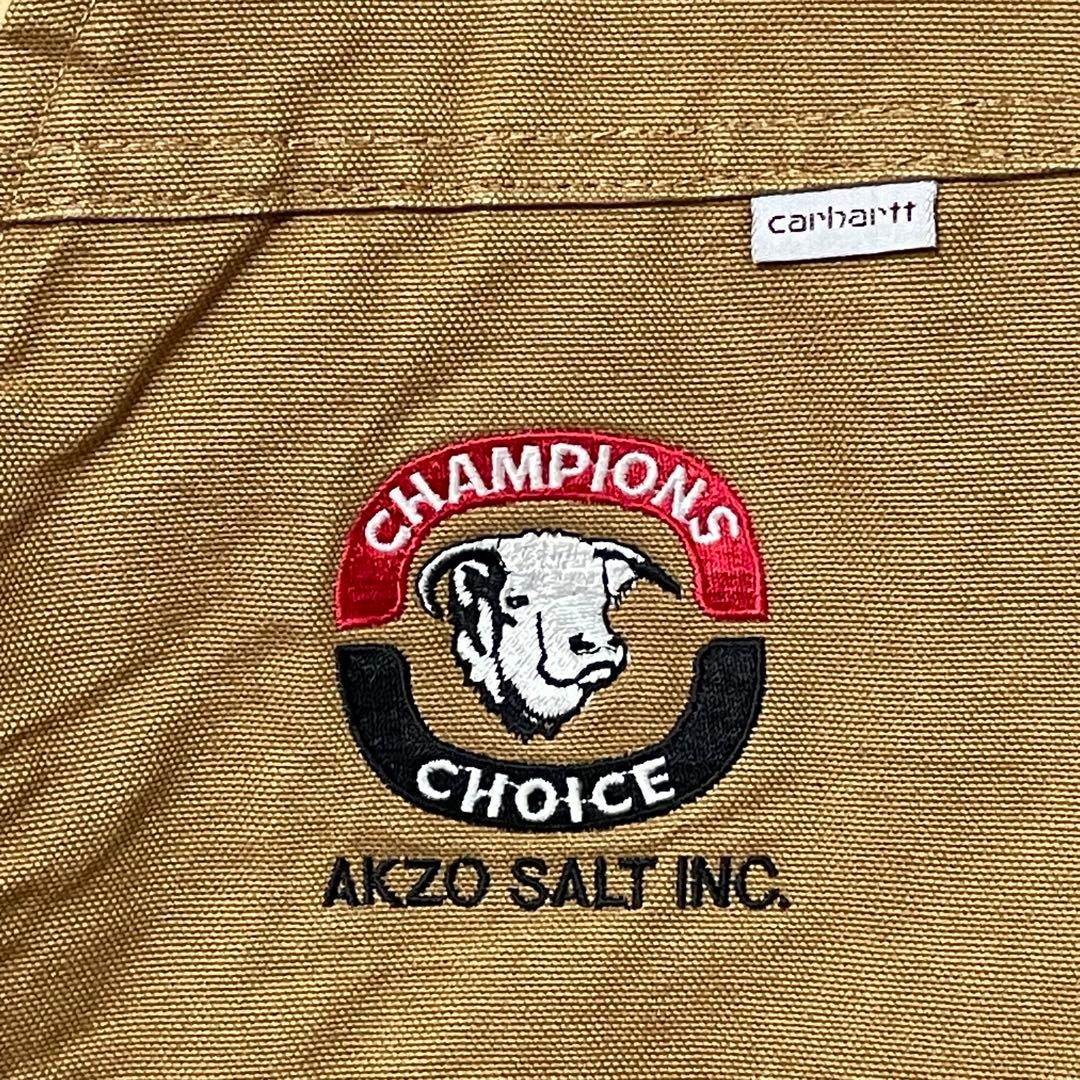 carhartt
CHAMPIONS
CHOICE
AKZO SALT INC.